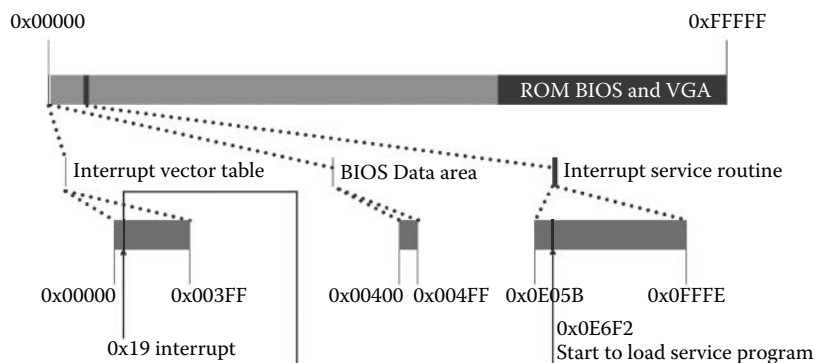 0x00000
0xFFFFF
ROM BIOS and VGA
Interrupt vector table
BIOS Data area
Interrupt service routine
0x00000
0x003FF
0x00400
0x004FF
0x0E05B
0x0FFFE
0x19 interrupt
0x0E6F2
Start to load service program